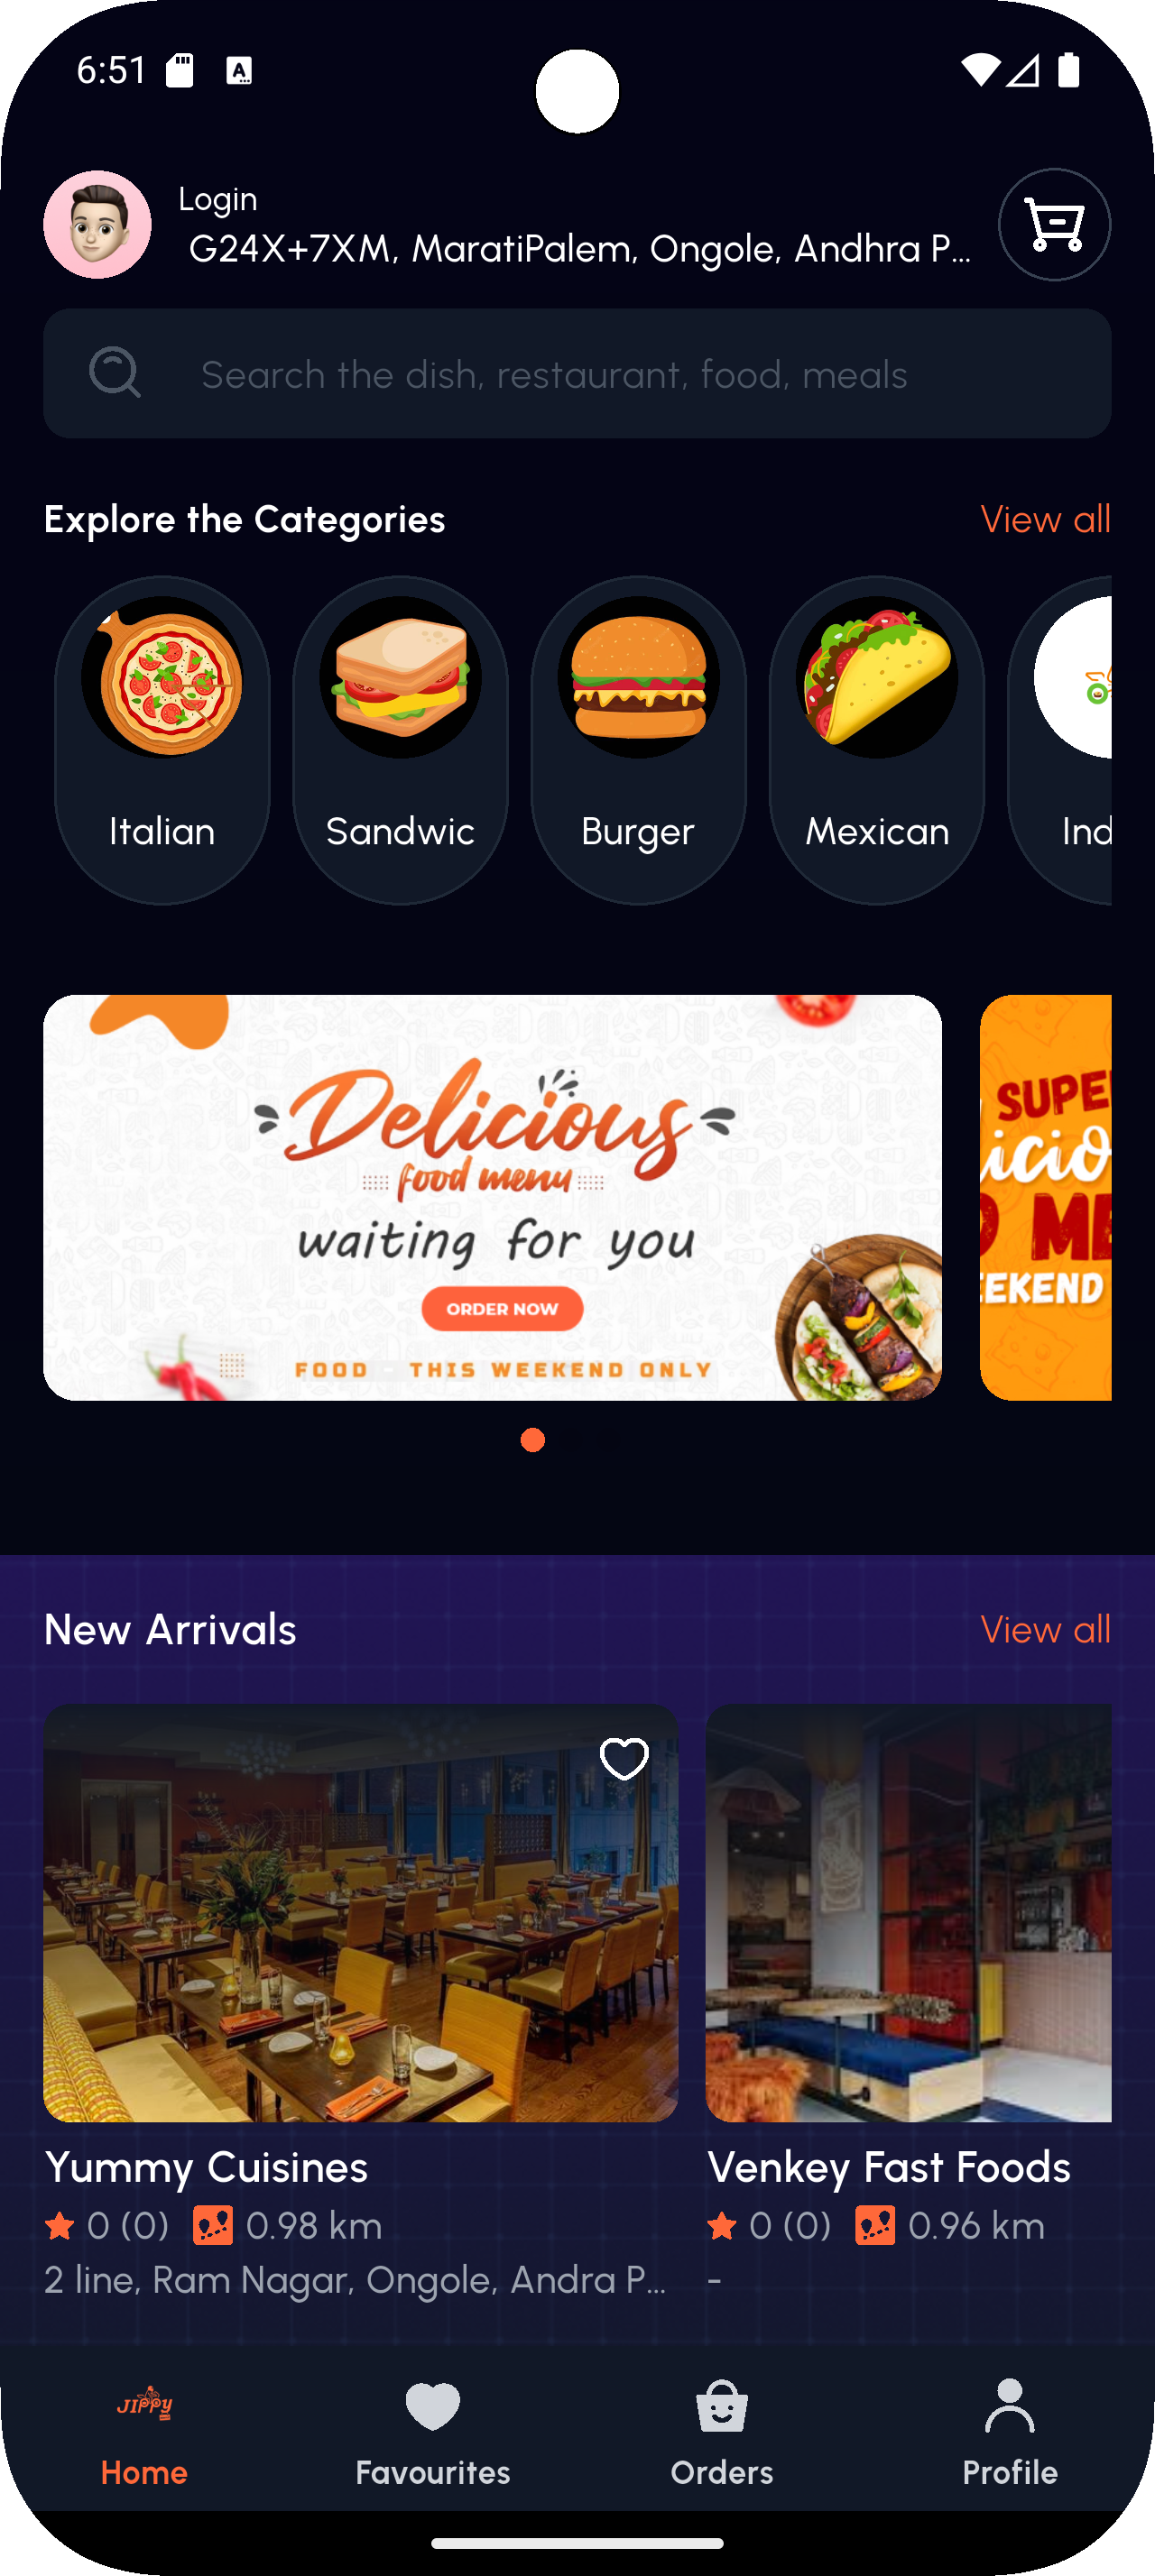 6:51
Login
G24X+7XM, MaratiPalem, Ongole, Andhra P...
Search the dish, restaurant, food, meals
Explore the Categories View all
Italian Sandwic Burger Mexican Ind
Delicious
food menu
waiting for you
ORDER NOW
FOOD - THIS WEEKEND ONLY
SUPE
icio
ME
EEKEND
New Arrivals View all
Yummy Cuisines Venkey Fast Foods
0 (0) 0.98 km 0 (0) 0.96 km
2 line, Ram Nagar, Ongole, Andra P... -
JIPPY
Home Favourites Orders Profile